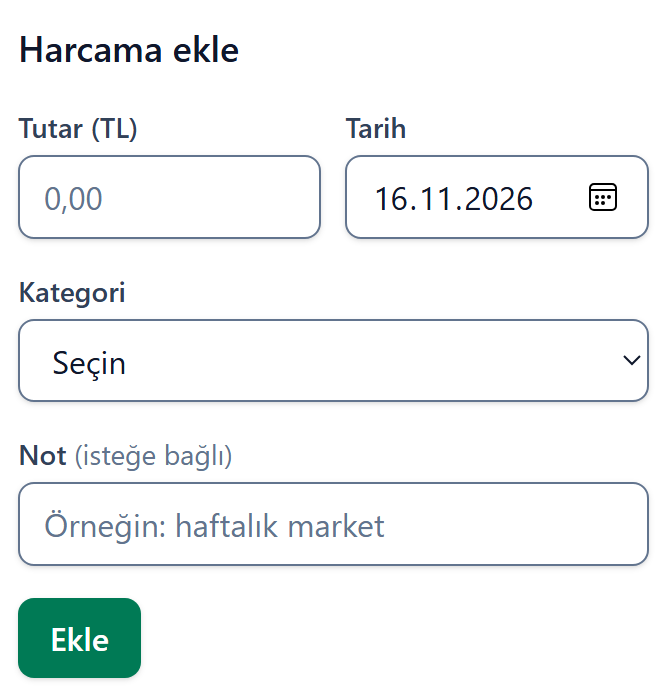 Harcama ekle
Tutar (TL)
Tarih
0,00
16.11.2026
Kategori
Seçin
Not (isteğe bağlı)
Örneğin: haftalık market
Ekle